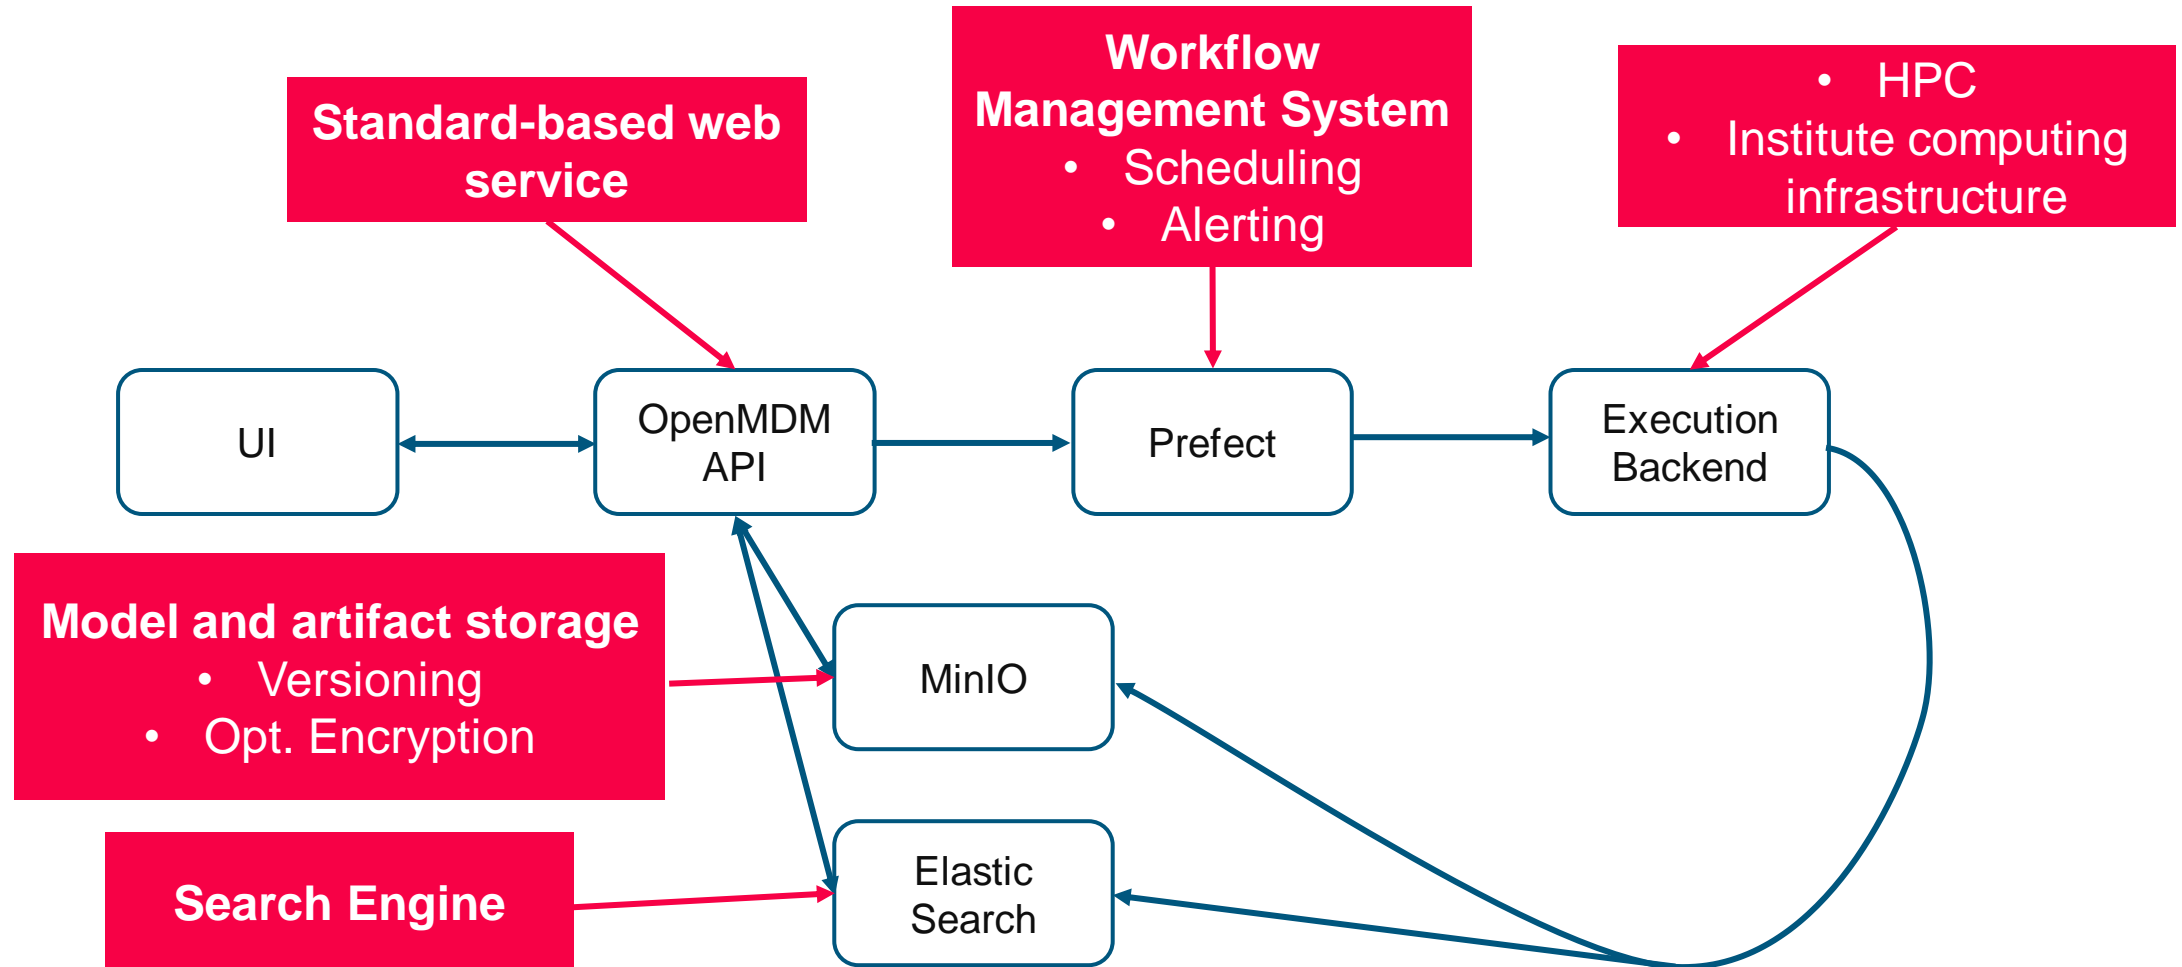 Workflow
Management System
• Scheduling
• Alerting
• HPC
• Institute computing
infrastructure
Standard-based web
service
UI
OpenMDM
API
Prefect
Execution
Backend
Model and artifact storage
• Versioning
• Opt. Encryption
MinIO
Search Engine
Elastic
Search